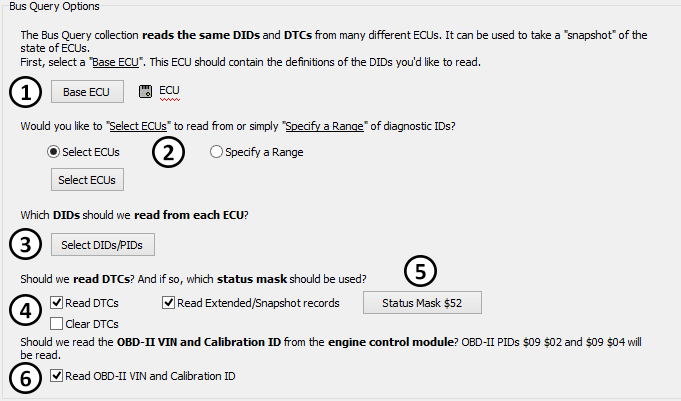 Bus Query Options
The Bus Query collection reads the same DIDs and DTCs from many different ECUs. It can be used to take a "snapshot" of the
state of ECUs.
First, select a "Base ECU". This ECU should contain the definitions of the DIDs you'd like to read.
1 Base ECU ECU
Would you like to "Select ECUs" to read from or simply "Specify a Range" of diagnostic IDs?
Select ECUs 2 Specify a Range
Select ECUs
Which DIDs should we read from each ECU?
3 Select DIDs/PIDs
5
Should we read DTCs? And if so, which status mask should be used?
4 Read DTCs Read Extended/Snapshot records Status Mask $52
Clear DTCs
Should we read the OBD-II VIN and Calibration ID from the engine control module? OBD-II PIDs $09 $02 and $09 $04 will
be read.
6 Read OBD-II VIN and Calibration ID